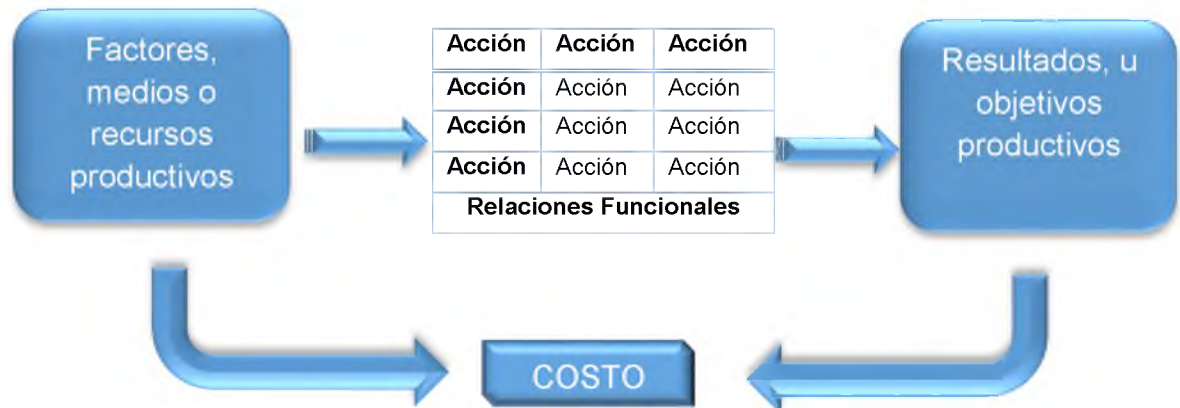 Factores,
medios o
recursos
productivos
Acción Acción Acción
Acción Acción Acción
Acción Acción Acción
Acción Acción Acción
Relaciones Funcionales
Resultados, u
objetivos
productivos
COSTO